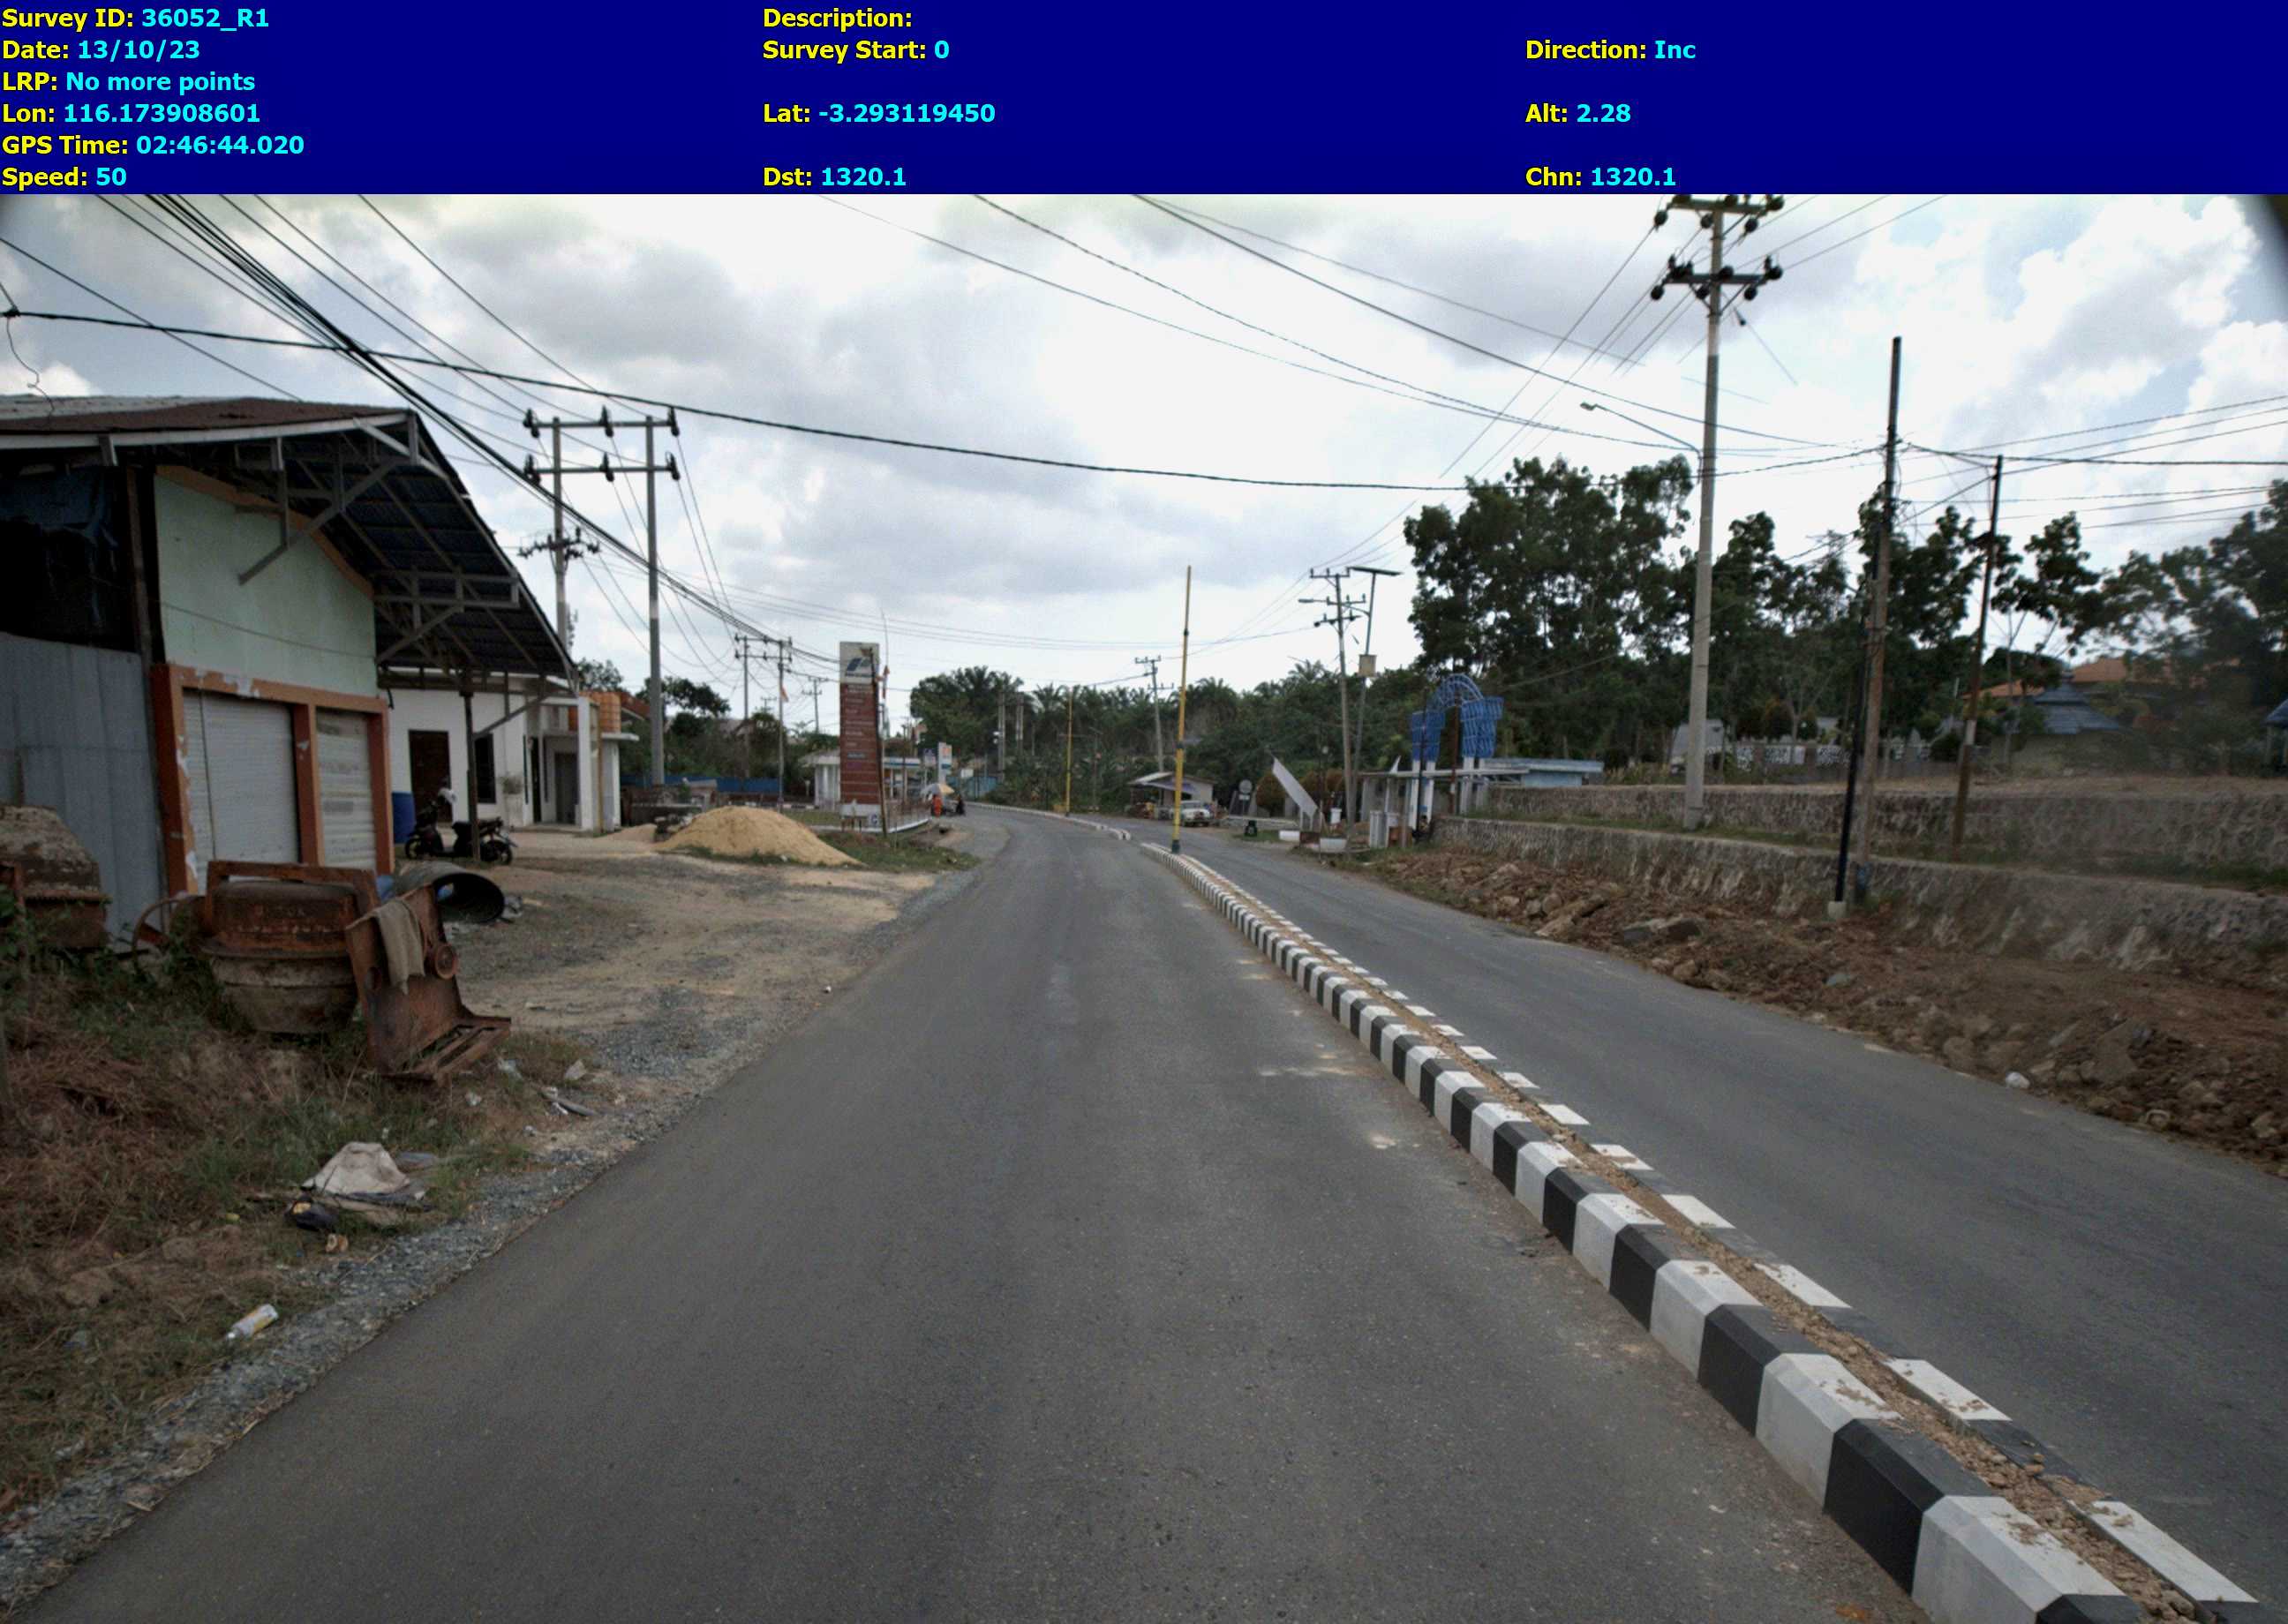 Survey ID: 36052_R1
Description:
Date: 13/10/23
Survey Start: 0
Direction: Inc
LRP: No more points
Lon: 116.173908601
Lat: -3.293119450
Alt: 2.28
GPS Time: 02:46:44.020
Speed: 50
Dst: 1320.1
Chn: 1320.1